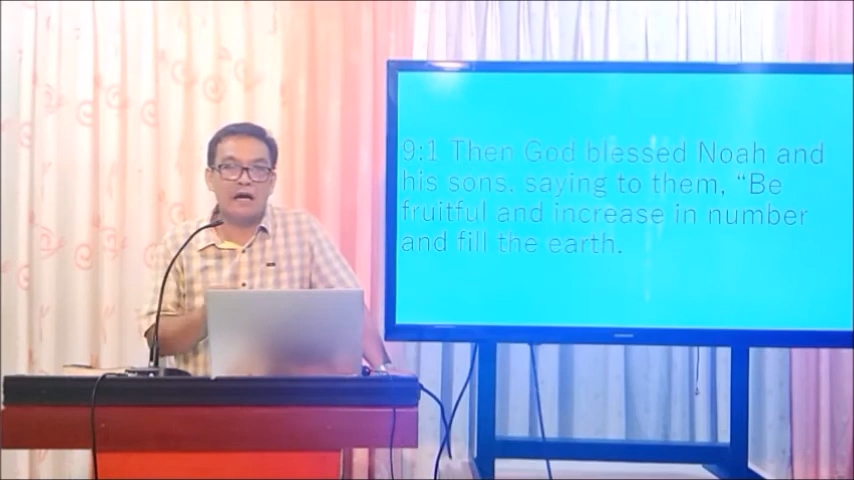 9:1 Then God blessed Noah and
his sons. saying to them, “Be
fruitful and increase in number
and fill the earth.